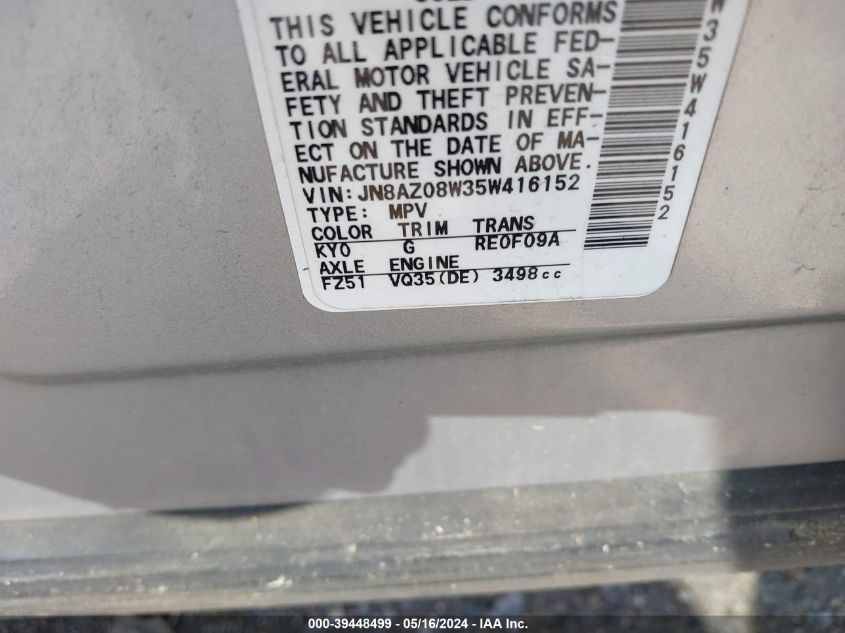 THIS VEHICLE CONFORMS
TO ALL APPLICABLE FED-
ERAL MOTOR VEHICLE SA-
FETY AND THEFT PREVEN-
TION STANDARDS IN EFF-
ECT ON THE DATE OF MA-
NUFACTURE SHOWN ABOVE.
VIN:JN8AZ08W35W416152
TYPE: MPV
COLOR TRIM TRANS
KY0 G RE0F09A
AXLE ENGINE
FZ51 VQ35(DE) 3498cc
W35W416152
000-39448499 - 05/16/2024 - IAA Inc.